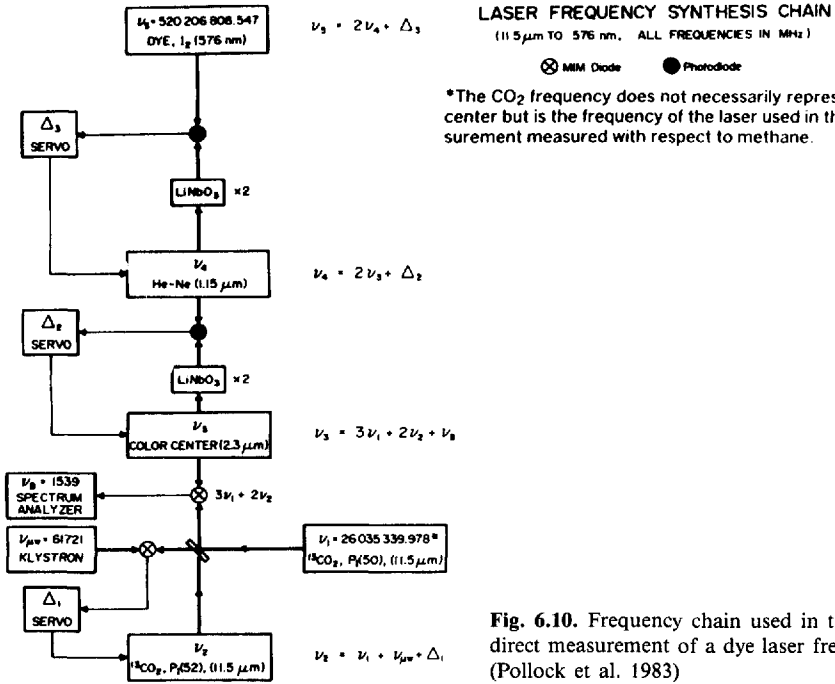 LASER FREQUENCY SYNTHESIS CHAIN
(11.5μm TO 576 nm, ALL FREQUENCIES IN MHz)
MIM Diode Photodiode
*The CO₂ frequency does not necessarily repres
center but is the frequency of the laser used in th
surement measured with respect to methane.
ν₅ = 520 206 808.547
DYE, I₂ (576 nm)
ν₅ = 2ν₄ + Δ₃
Δ₃
SERVO
LiNbO₃ ×2
ν₄
He-Ne (1.15 μm)
ν₄ = 2ν₃ + Δ₂
Δ₂
SERVO
LiNbO₃ ×2
ν₃
COLOR CENTER (2.3 μm)
ν₃ = 3ν₁ + 2ν₂ + ν_B
ν_B = 1539
SPECTRUM
ANALYZER
3ν₁ + 2ν₂
ν_μw = 61721
KLYSTRON
ν₁ = 26 035 339.978*
¹³CO₂, P_I(50), (11.5 μm)
Δ₁
SERVO
ν₂
¹³CO₂, P_I(52), (11.5 μm)
ν₂ = ν₁ + ν_μw + Δ₁
Fig. 6.10. Frequency chain used in t
direct measurement of a dye laser fre
(Pollock et al. 1983)